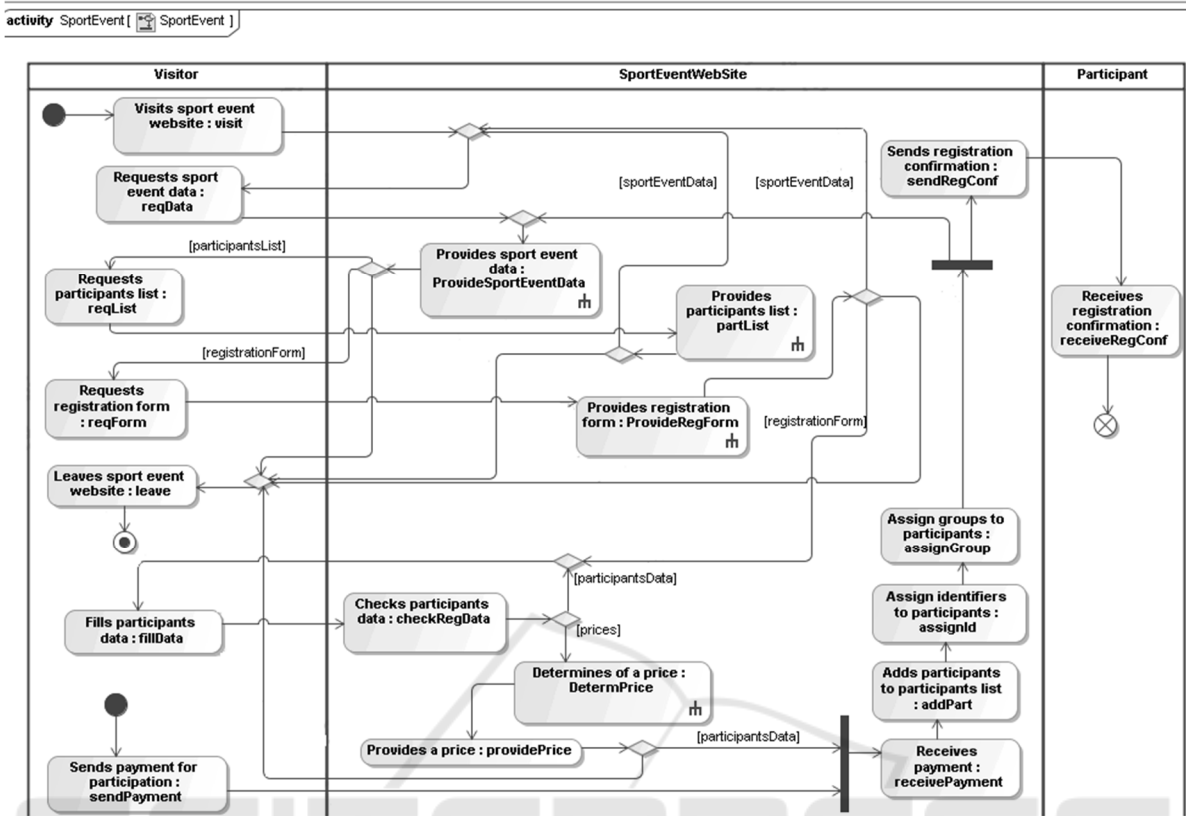 activity SportEvent [ SportEvent ]
Visitor
SportEventWebSite
Participant
Visits sport event
website : visit
Requests sport
event data :
reqData
[sportEventData]
[sportEventData]
Sends registration
confirmation :
sendRegConf
[participantsList]
Provides sport event
data :
ProvideSportEventData
Requests
participants list :
reqList
Provides
participants list :
partList
Receives
registration
confirmation :
receiveRegConf
[registrationForm]
Requests
registration form
: reqForm
Provides registration
form : ProvideRegForm
[registrationForm]
Leaves sport event
website : leave
Assign groups to
participants :
assignGroup
[participantsData]
Fills participants
data : fillData
Checks participants
data : checkRegData
[prices]
Assign identifiers
to participants :
assignId
Determines of a price :
DetermPrice
Adds participants
to participants list
: addPart
Provides a price : providePrice
[participantsData]
Receives
payment :
receivePayment
Sends payment for
participation :
sendPayment